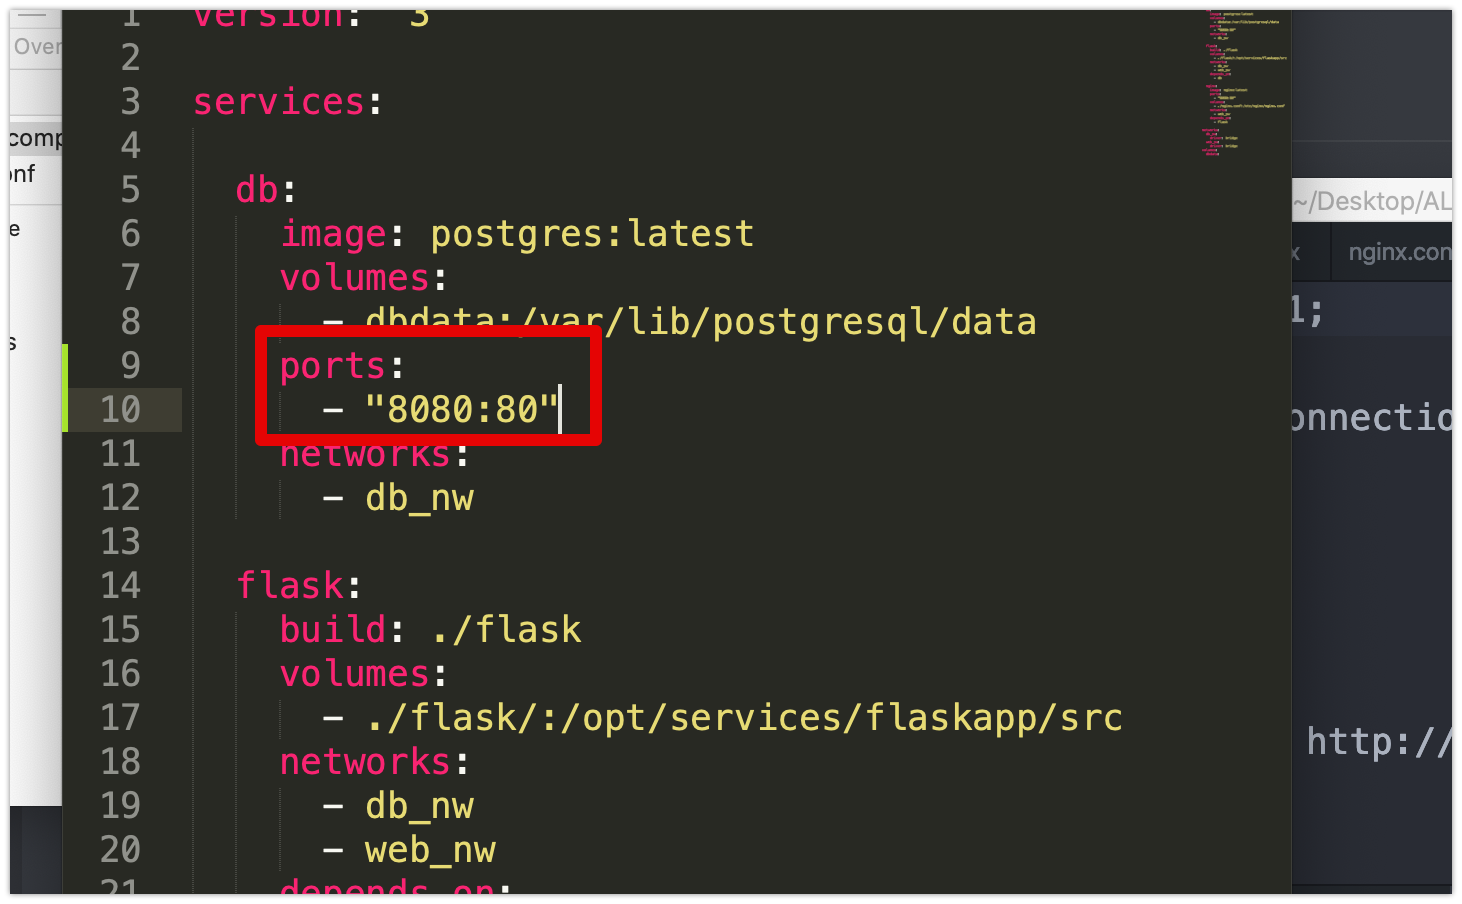 1 version: "3"
2
3 services:
4
5 db:
6 image: postgres:latest
7 volumes:
8 - dbdata:/var/lib/postgresql/data
9 ports:
10 - "8080:80"
11 networks:
12 - db_nw
13
14 flask:
15 build: ./flask
16 volumes:
17 - ./flask/:/opt/services/flaskapp/src
18 networks:
19 - db_nw
20 - web_nw
21 depends_on:
Over
comp
onf
e
s
~/Desktop/AL
x nginx.con
1;
onnectio
http://